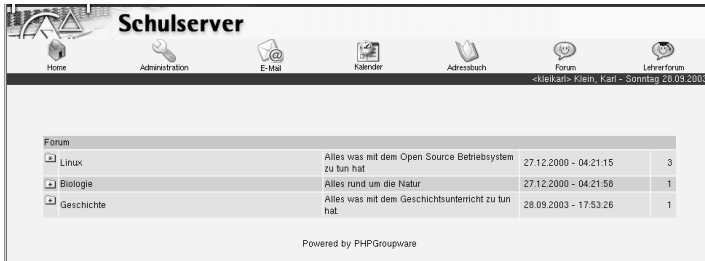 Schulserver
Home Administration E-Mail Kalender Adressbuch Forum Lehrerforum
<kleikarl> Klein, Karl - Sonntag 28.09.2003
Forum
Linux Alles was mit dem Open Source Betriebsystem zu tun hat 27.12.2000 - 04:21:15 3
Biologie Alles rund um die Natur 27.12.2000 - 04:21:58 1
Geschichte Alles was mit dem Geschichtsunterricht zu tun hat. 28.09.2003 - 17:53:26 1
Powered by PHPGroupware